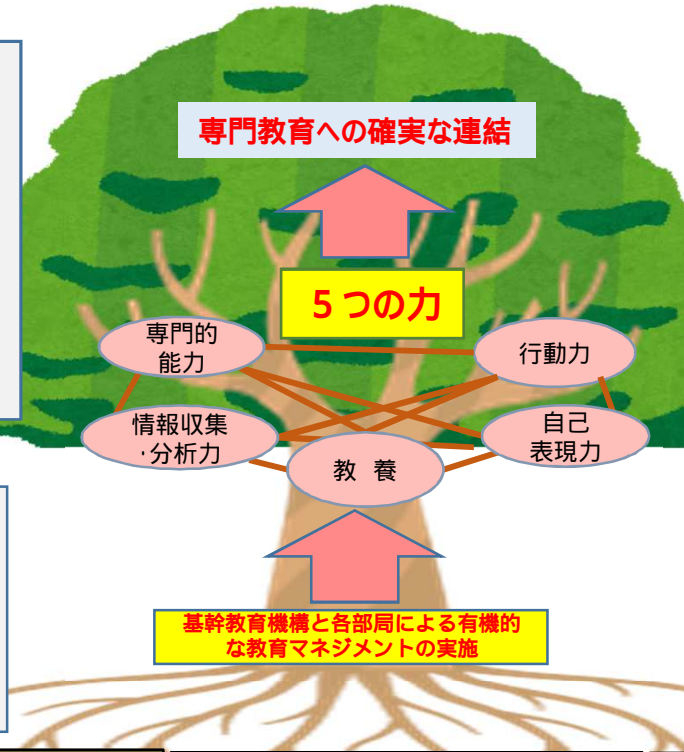 専門教育への確実な連結
５つの力
専門的
能力
行動力
情報収集
・分析力
自己
表現力
教 養
基幹教育機構と各部局による有機的
な教育マネジメントの実施